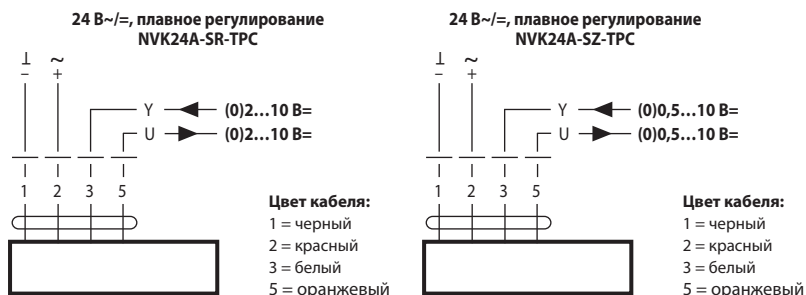 24 В~/=, плавное регулирование
NVK24A-SR-TPC
⊥ ~
– +
Y (0)2…10 В=
U (0)2…10 В=
1 2 3 5
Цвет кабеля:
1 = черный
2 = красный
3 = белый
5 = оранжевый
24 В~/=, плавное регулирование
NVK24A-SZ-TPC
⊥ ~
– +
Y (0)0,5…10 В=
U (0)0,5…10 В=
1 2 3 5
Цвет кабеля:
1 = черный
2 = красный
3 = белый
5 = оранжевый